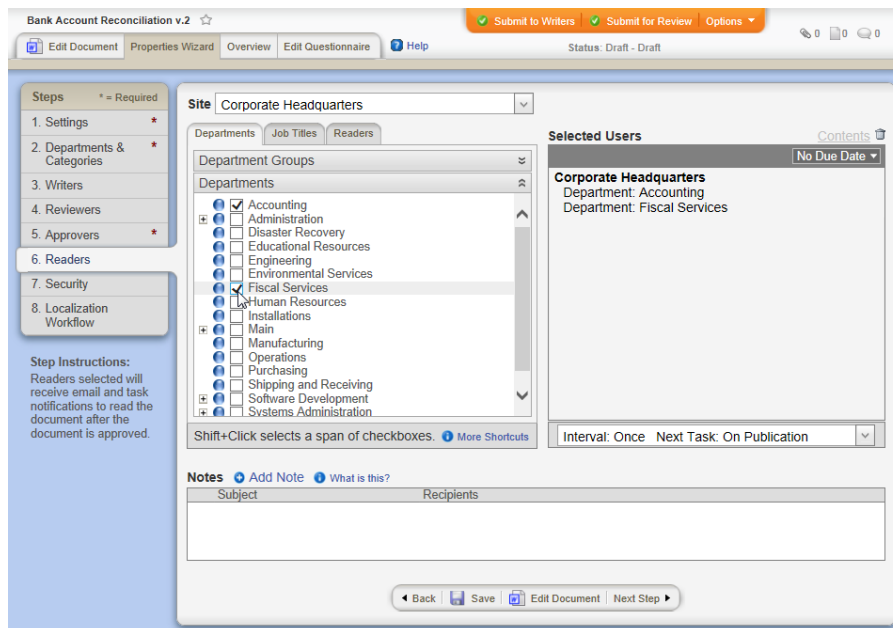 Bank Account Reconciliation v.2
Submit to Writers Submit for Review Options
0 0 0
Edit Document Properties Wizard Overview Edit Questionnaire Help
Status: Draft - Draft
Steps * = Required
1. Settings *
2. Departments & *
Categories
3. Writers
4. Reviewers
5. Approvers *
6. Readers
7. Security
8. Localization
Workflow
Step Instructions:
Readers selected will
receive email and task
notifications to read the
document after the
document is approved.
Site Corporate Headquarters
Departments Job Titles Readers
Department Groups
Departments
Accounting
Administration
Disaster Recovery
Educational Resources
Engineering
Environmental Services
Fiscal Services
Human Resources
Installations
Main
Manufacturing
Operations
Purchasing
Shipping and Receiving
Software Development
Systems Administration
Shift+Click selects a span of checkboxes. More Shortcuts
Selected Users Contents
No Due Date
Corporate Headquarters
Department: Accounting
Department: Fiscal Services
Interval: Once Next Task: On Publication
Notes Add Note What is this?
Subject Recipients
Back Save Edit Document Next Step